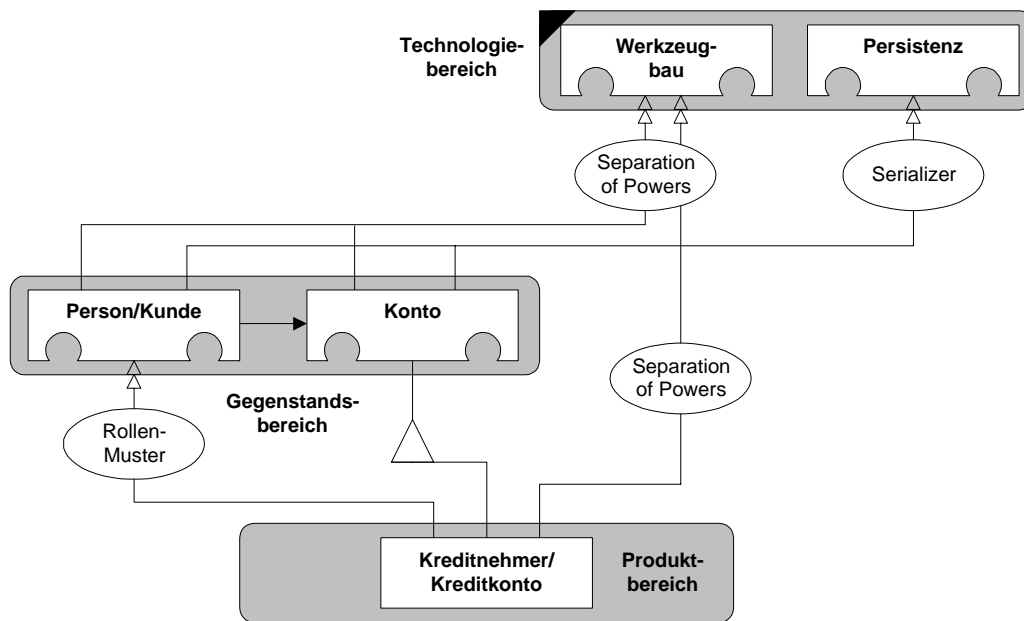 Technologie-
bereich
Werkzeug-
bau
Persistenz
Separation
of Powers
Serializer
Person/Kunde
Konto
Gegenstands-
bereich
Separation
of Powers
Rollen-
Muster
Kreditnehmer/
Kreditkonto
Produkt-
bereich